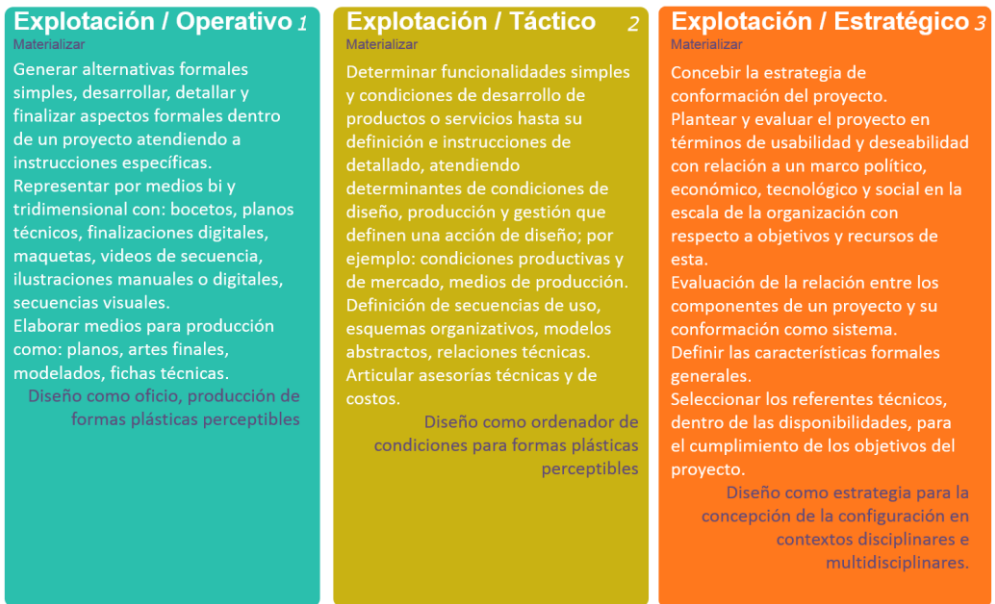 Explotación / Operativo 1
Materializar
Generar alternativas formales
simples, desarrollar, detallar y
finalizar aspectos formales dentro
de un proyecto atendiendo a
instrucciones específicas.
Representar por medios bi y
tridimensional con: bocetos, planos
técnicos, finalizaciones digitales,
maquetas, videos de secuencia,
ilustraciones manuales o digitales,
secuencias visuales.
Elaborar medios para producción
como: planos, artes finales,
modelados, fichas técnicas.
Diseño como oficio, producción de
formas plásticas perceptibles
Explotación / Táctico 2
Materializar
Determinar funcionalidades simples
y condiciones de desarrollo de
productos o servicios hasta su
definición e instrucciones de
detallado, atendiendo
determinantes de condiciones de
diseño, producción y gestión que
definen una acción de diseño; por
ejemplo: condiciones productivas y
de mercado, medios de producción.
Definición de secuencias de uso,
esquemas organizativos, modelos
abstractos, relaciones técnicas.
Articular asesorías técnicas y de
costos.
Diseño como ordenador de
condiciones para formas plásticas
perceptibles
Explotación / Estratégico 3
Materializar
Concebir la estrategia de
conformación del proyecto.
Plantear y evaluar el proyecto en
términos de usabilidad y deseabilidad
con relación a un marco político,
económico, tecnológico y social en la
escala de la organización con
respecto a objetivos y recursos de
esta.
Evaluación de la relación entre los
componentes de un proyecto y su
conformación como sistema.
Definir las características formales
generales.
Seleccionar los referentes técnicos,
dentro de las disponibilidades, para
el cumplimiento de los objetivos del
proyecto.
Diseño como estrategia para la
concepción de la configuración en
contextos disciplinares e
multidisciplinares.